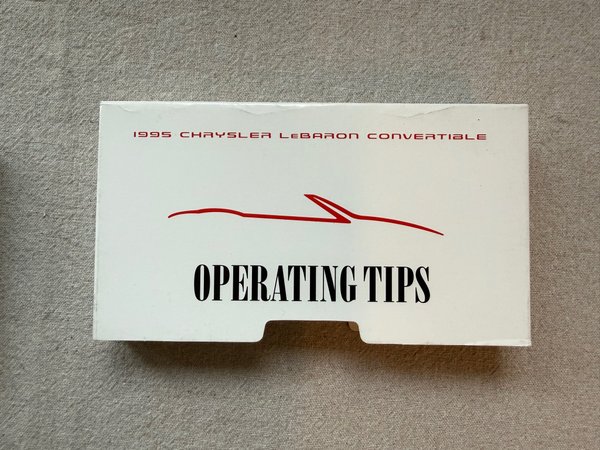 1995 CHRYSLER LEBARON CONVERTIBLE
OPERATING TIPS